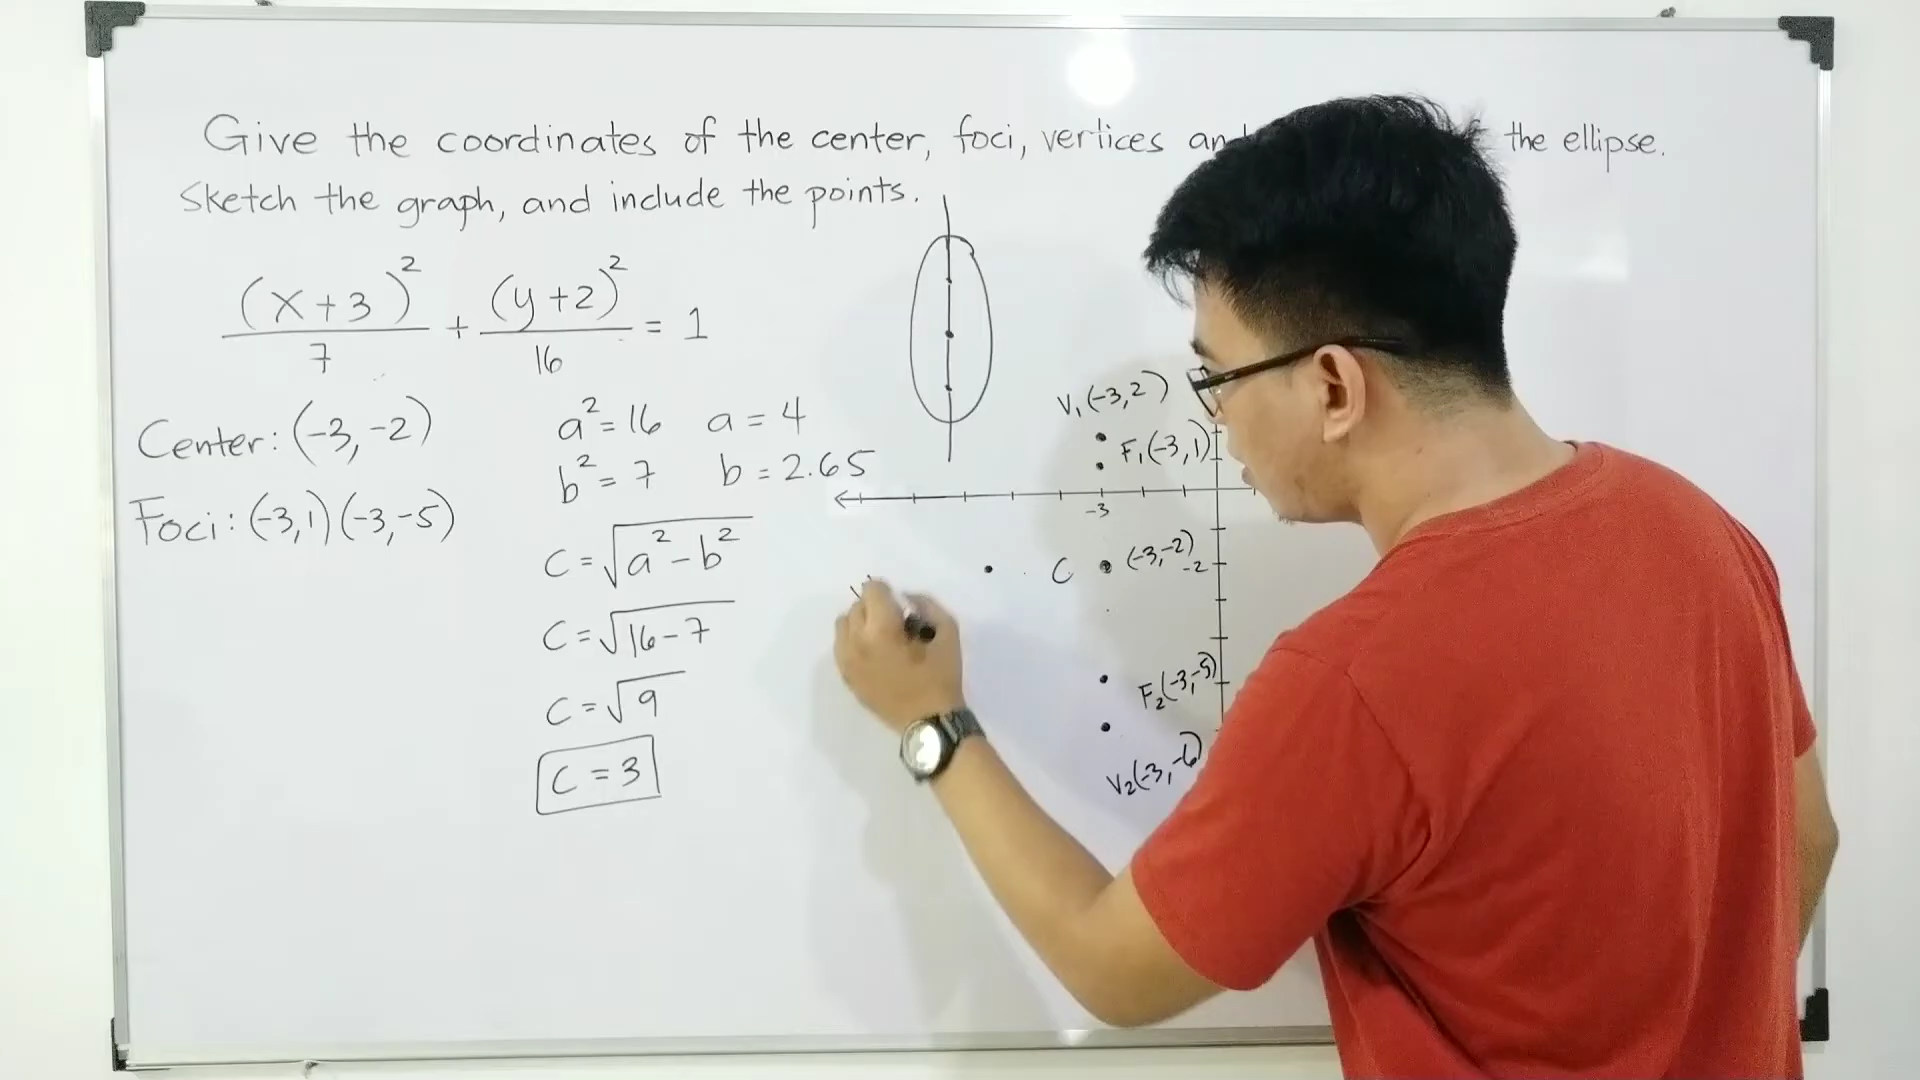 Give the coordinates of the center, foci, vertices the ellipse.
Sketch the graph, and include the points.
(x+3)² / 7 + (y+2)² / 16 = 1
Center: (-3,-2)
Foci: (-3,1) (-3,-5)
a² = 16 a = 4
b² = 7 b = 2.65
C = √a² - b²
C = √16 - 7
C = √9
C = 3
V₁(-3,2)
F₁(-3,1)
-3
C (-3,-2) -2
F₂(-3,-5)
V₂(-3,-6)